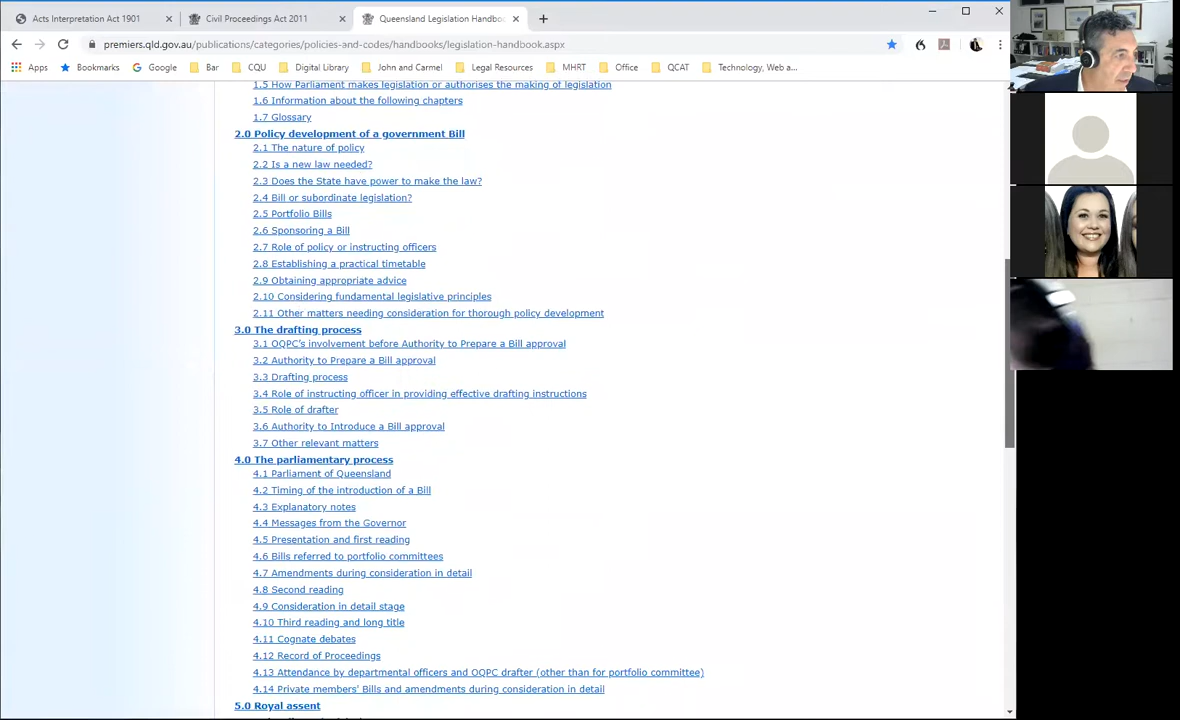 Acts Interpretation Act 1901
Civil Proceedings Act 2011
Queensland Legislation Handbo
premiers.qld.gov.au/publications/categories/policies-and-codes/handbooks/legislation-handbook.aspx
Apps Bookmarks Google Bar CQU Digital Library John and Carmel Legal Resources MHRT Office QCAT Technology, Web a...
1.5 How Parliament makes legislation or authorises the making of legislation
1.6 Information about the following chapters
1.7 Glossary
2.0 Policy development of a government Bill
2.1 The nature of policy
2.2 Is a new law needed?
2.3 Does the State have power to make the law?
2.4 Bill or subordinate legislation?
2.5 Portfolio Bills
2.6 Sponsoring a Bill
2.7 Role of policy or instructing officers
2.8 Establishing a practical timetable
2.9 Obtaining appropriate advice
2.10 Considering fundamental legislative principles
2.11 Other matters needing consideration for thorough policy development
3.0 The drafting process
3.1 OQPC's involvement before Authority to Prepare a Bill approval
3.2 Authority to Prepare a Bill approval
3.3 Drafting process
3.4 Role of instructing officer in providing effective drafting instructions
3.5 Role of drafter
3.6 Authority to Introduce a Bill approval
3.7 Other relevant matters
4.0 The parliamentary process
4.1 Parliament of Queensland
4.2 Timing of the introduction of a Bill
4.3 Explanatory notes
4.4 Messages from the Governor
4.5 Presentation and first reading
4.6 Bills referred to portfolio committees
4.7 Amendments during consideration in detail
4.8 Second reading
4.9 Consideration in detail stage
4.10 Third reading and long title
4.11 Cognate debates
4.12 Record of Proceedings
4.13 Attendance by departmental officers and OQPC drafter (other than for portfolio committee)
4.14 Private members' Bills and amendments during consideration in detail
5.0 Royal assent